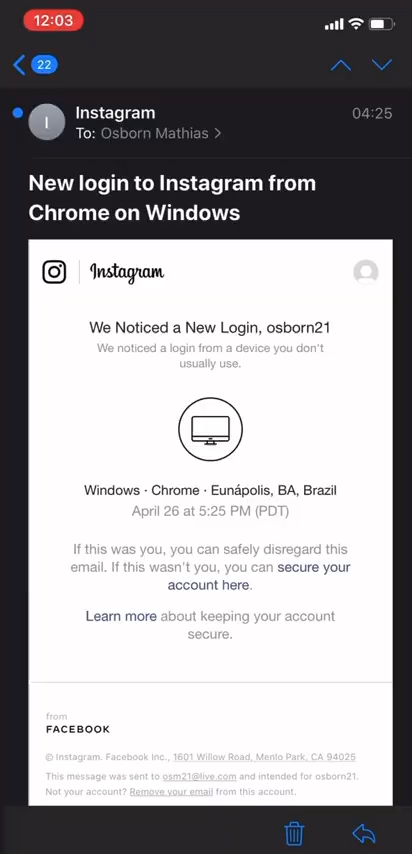 12:03
22
I
Instagram
04:25
To: Osborn Mathias
New login to Instagram from
Chrome on Windows
Instagram
We Noticed a New Login, osborn21
We noticed a login from a device you don't
usually use.
Windows · Chrome · Eunápolis, BA, Brazil
April 26 at 5:25 PM (PDT)
If this was you, you can safely disregard this
email. If this wasn't you, you can secure your
account here.
Learn more about keeping your account
secure.
from
FACEBOOK
© Instagram. Facebook Inc., 1601 Willow Road, Menlo Park, CA 94025
This message was sent to osm21@live.com and intended for osborn21.
Not your account? Remove your email from this account.